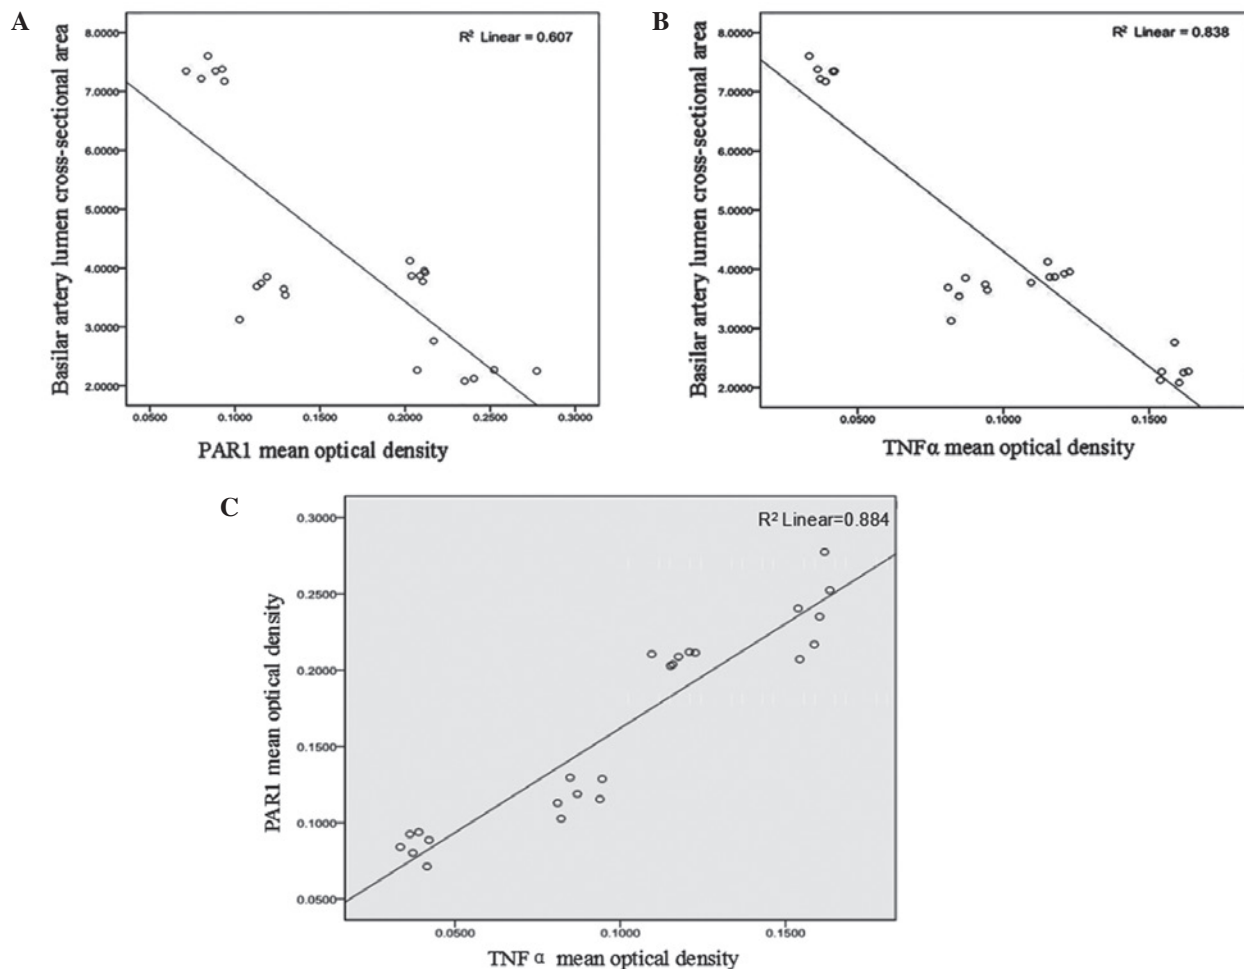 A
R² Linear = 0.607
Basilar artery lumen cross-sectional area
8.0000
7.0000
6.0000
5.0000
4.0000
3.0000
2.0000
0.0500
0.1000
0.1500
0.2000
0.2500
0.3000
PAR1 mean optical density
B
R² Linear = 0.838
Basilar artery lumen cross-sectional area
8.0000
7.0000
6.0000
5.0000
4.0000
3.0000
2.0000
0.0500
0.1000
0.1500
TNFα mean optical density
C
R² Linear=0.884
PAR1 mean optical density
0.3000
0.2500
0.2000
0.1500
0.1000
0.0500
0.0500
0.1000
0.1500
TNF α mean optical density